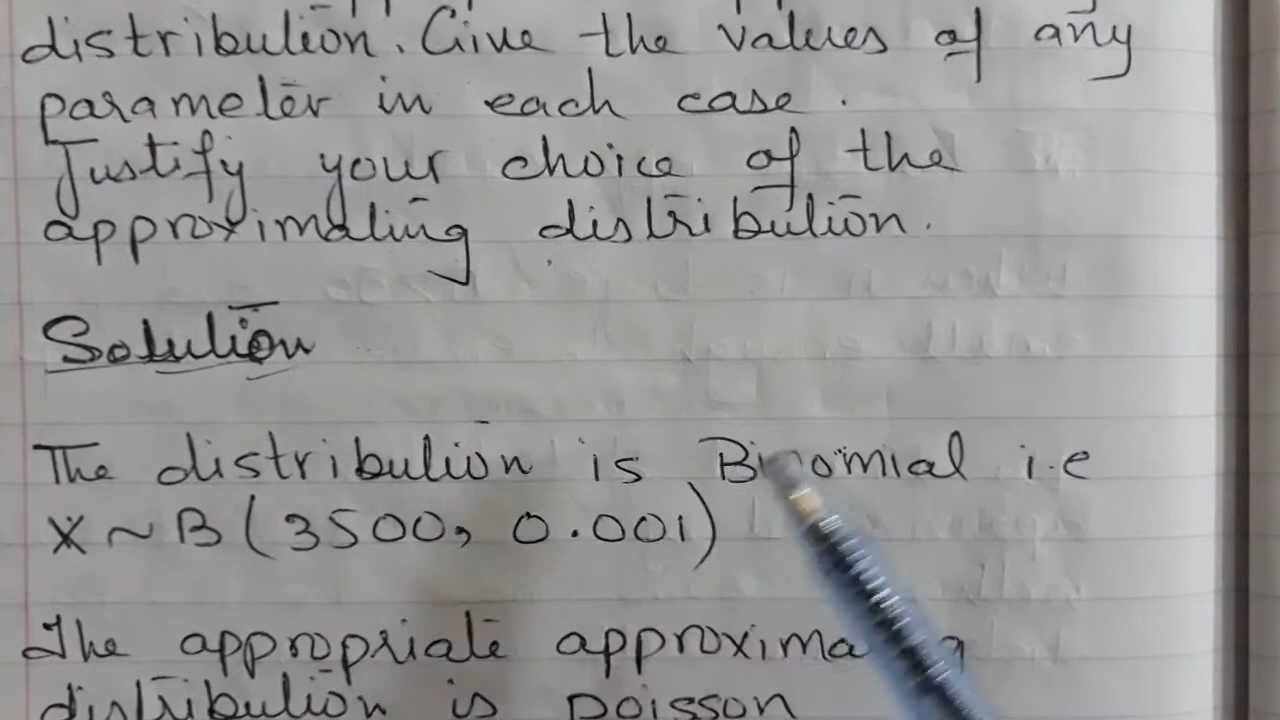 distribution. Give the values of any
parameter in each case.
Justify your choice of the
approximating distribution.
Solution
The distribution is Binomial i.e
X ~ B (3500, 0.001)
The appropriate
distribution is Poisson